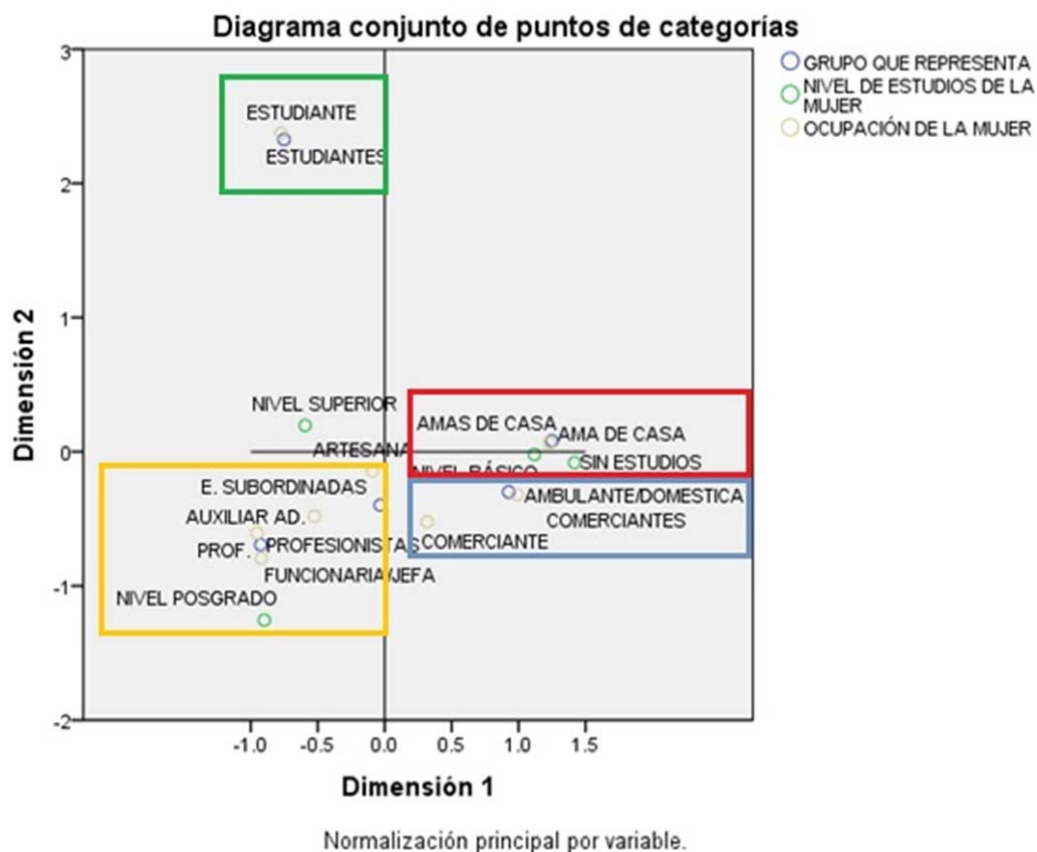 Diagrama conjunto de puntos de categorías
GRUPO QUE REPRESENTA
NIVEL DE ESTUDIOS DE LA
MUJER
OCUPACIÓN DE LA MUJER
3
2
1
0
-1
-2
Dimensión 2
ESTUDIANTE
ESTUDIANTES
NIVEL SUPERIOR
AMAS DE CASA
AMA DE CASA
ARTESANA
SIN ESTUDIOS
NIVEL BÁSICO
E. SUBORDINADAS
AMBULANTE/DOMESTICA
AUXILIAR AD.
COMERCIANTES
PROF.
PROFESIONISTAS
COMERCIANTE
FUNCIONARIA/JEFA
NIVEL POSGRADO
-1.0 -0.5 0.0 0.5 1.0 1.5
Dimensión 1
Normalización principal por variable.